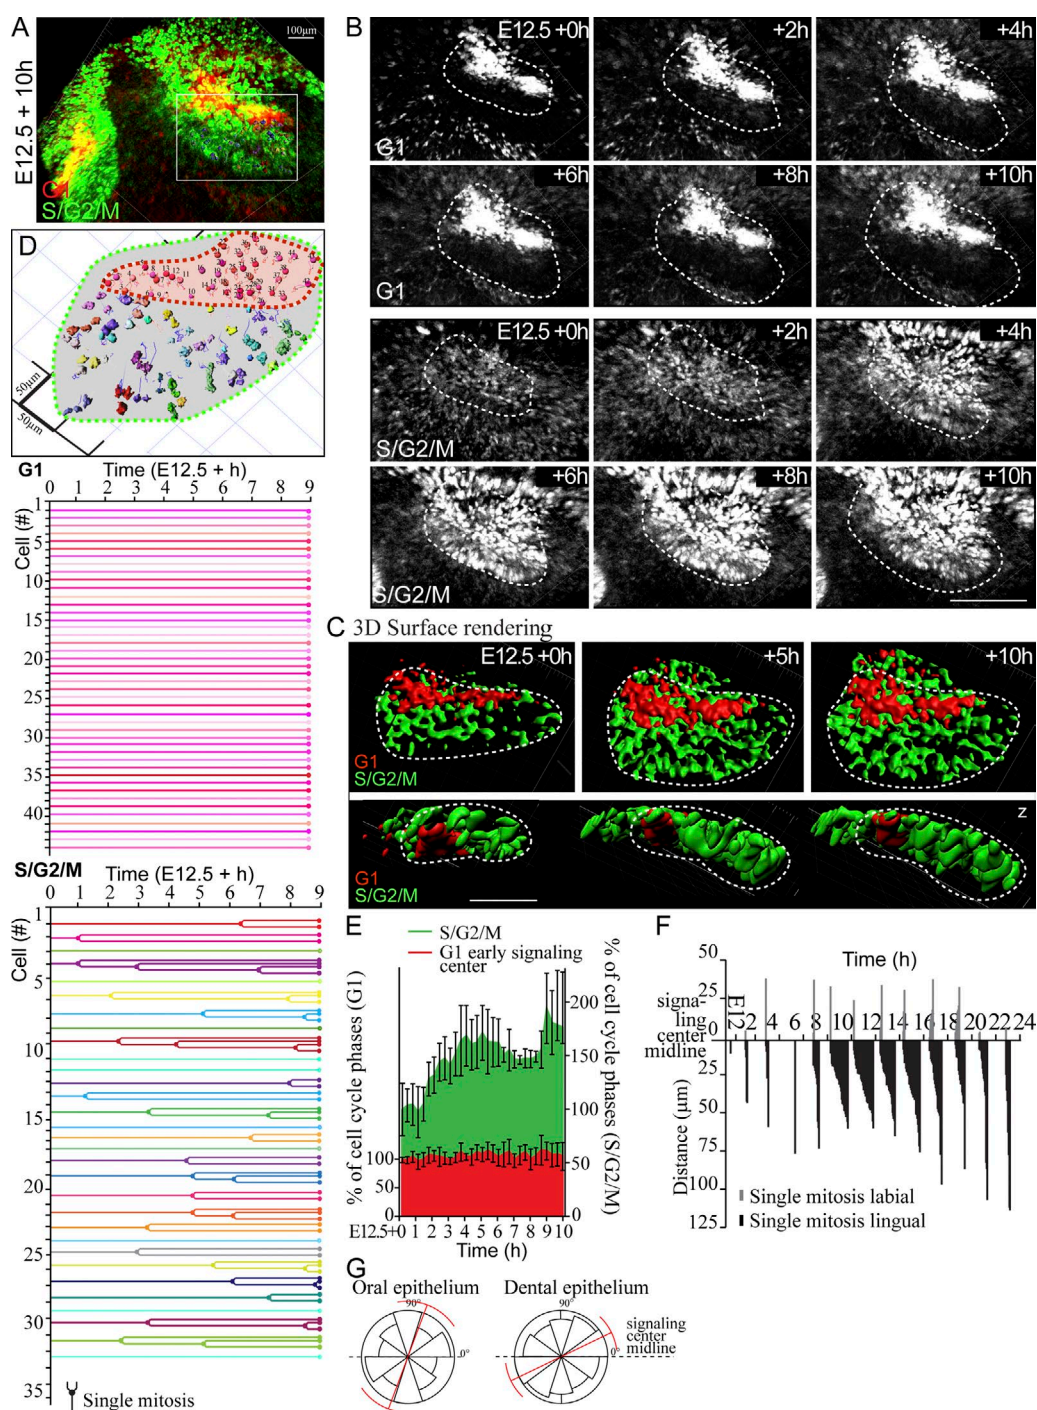 A
100μm
E12.5 + 10h
G1
S/G2/M
B
E12.5 +0h
+2h
+4h
G1
+6h
+8h
+10h
G1
E12.5 +0h
+2h
+4h
S/G2/M
+6h
+8h
+10h
S/G2/M
C 3D Surface rendering
E12.5 +0h
+5h
+10h
G1
S/G2/M
z
G1
S/G2/M
D
50μm
50μm
G1
Time (E12.5 + h)
0 1 2 3 4 5 6 7 8 9
Cell (#)
1
5
10
15
20
25
30
35
40
S/G2/M
Time (E12.5 + h)
0 1 2 3 4 5 6 7 8 9
Cell (#)
1
5
10
15
20
25
30
35
Single mitosis
E
S/G2/M
G1 early signaling
center
% of cell cycle phases (G1)
100
50
0
% of cell cycle phases (S/G2/M)
200
150
100
50
0
E12.5+0 1 2 3 4 5 6 7 8 9 10
Time (h)
F
Time (h)
50
25
0
25
50
75
100
125
signa-
ling
center
midline
E12
2 4 6 8 10 12 14 16 18 20 22 24
Distance (μm)
Single mitosis labial
Single mitosis lingual
G
Oral epithelium
90°
0°
Dental epithelium
90°
0°
signaling
center
midline